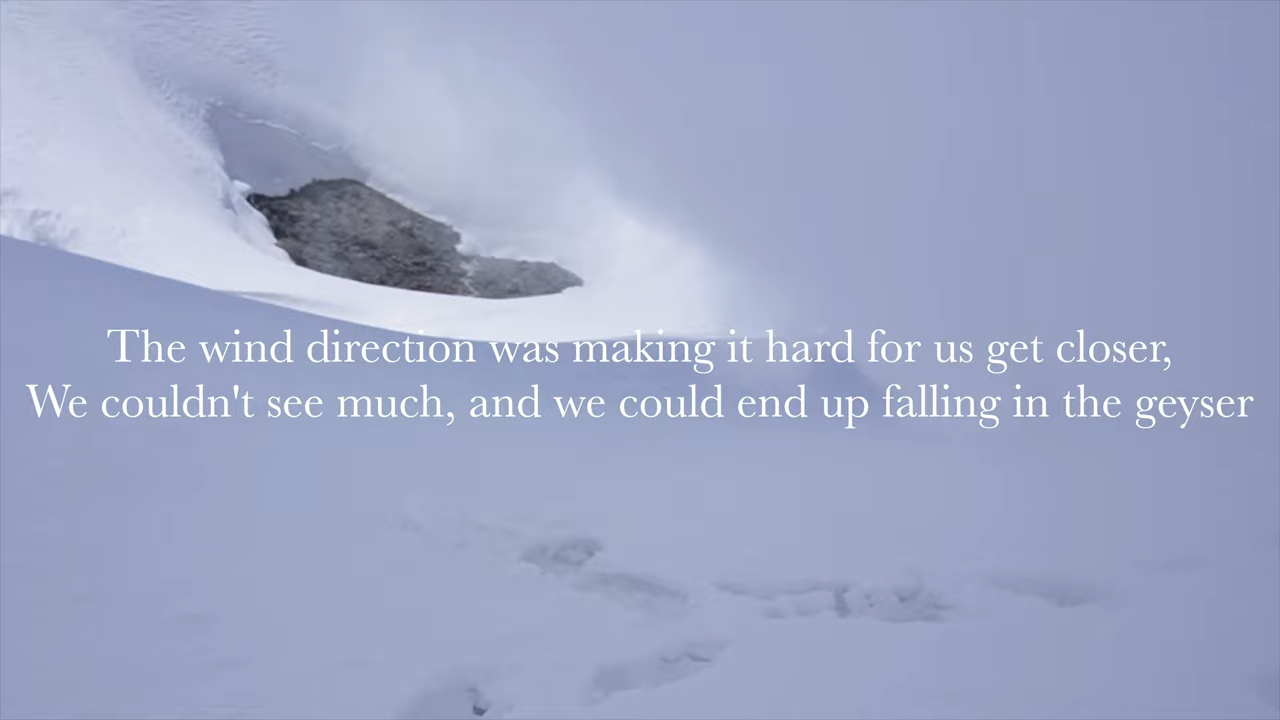 The wind direction was making it hard for us get closer,
We couldn't see much, and we could end up falling in the geyser